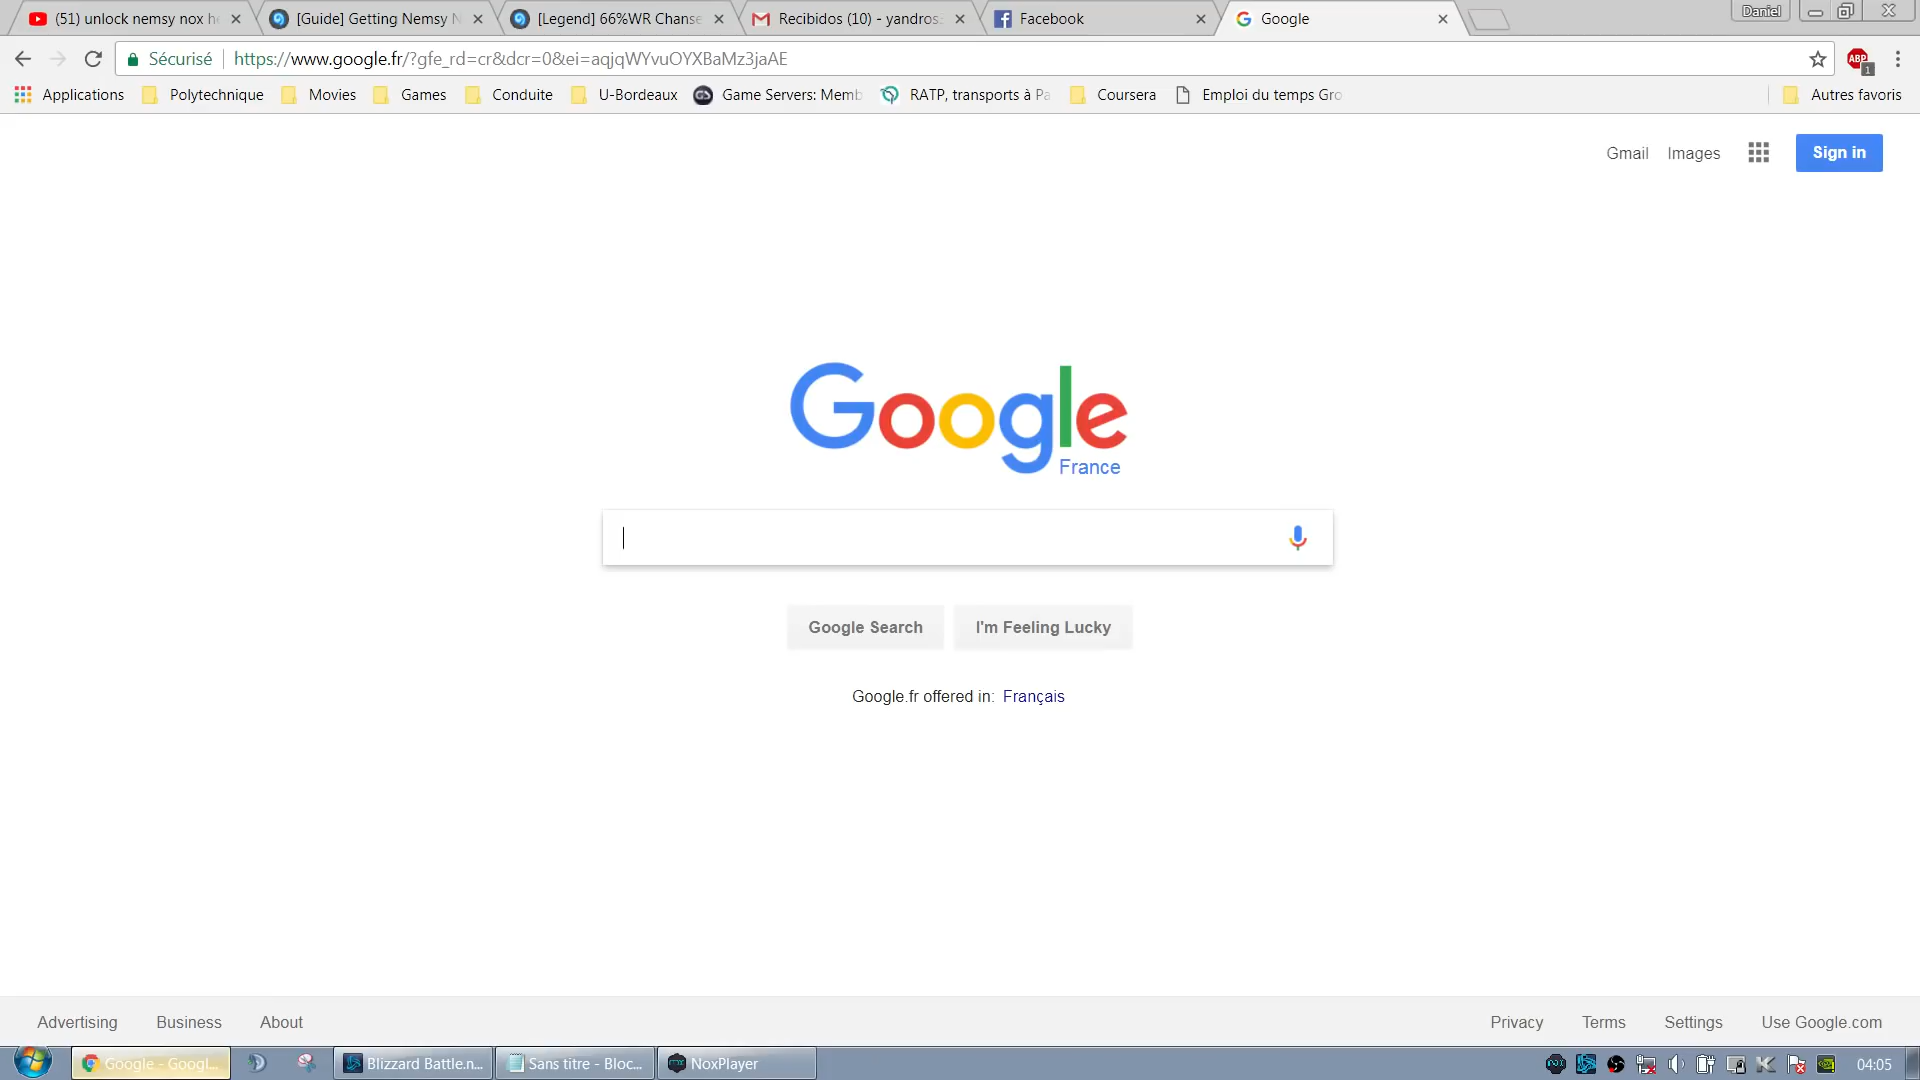 (51) unlock nemsy nox he
[Guide] Getting Nemsy N
[Legend] 66%WR Chanse
Recibidos (10) - yandros.
Facebook
Google
Daniel
Sécurisé
https://www.google.fr/?gfe_rd=cr&dcr=0&ei=aqjqWYvuOYXBaMz3jaAE
ABP
1
Applications
Polytechnique
Movies
Games
Conduite
U-Bordeaux
Game Servers: Memb
RATP, transports à Pa
Coursera
Emploi du temps Gro
Autres favoris
Gmail
Images
Sign in
Google
France
Google Search
I'm Feeling Lucky
Google.fr offered in: Français
Advertising
Business
About
Privacy
Terms
Settings
Use Google.com
Google - Googl...
Blizzard Battle.n...
Sans titre - Bloc...
NoxPlayer
04:05